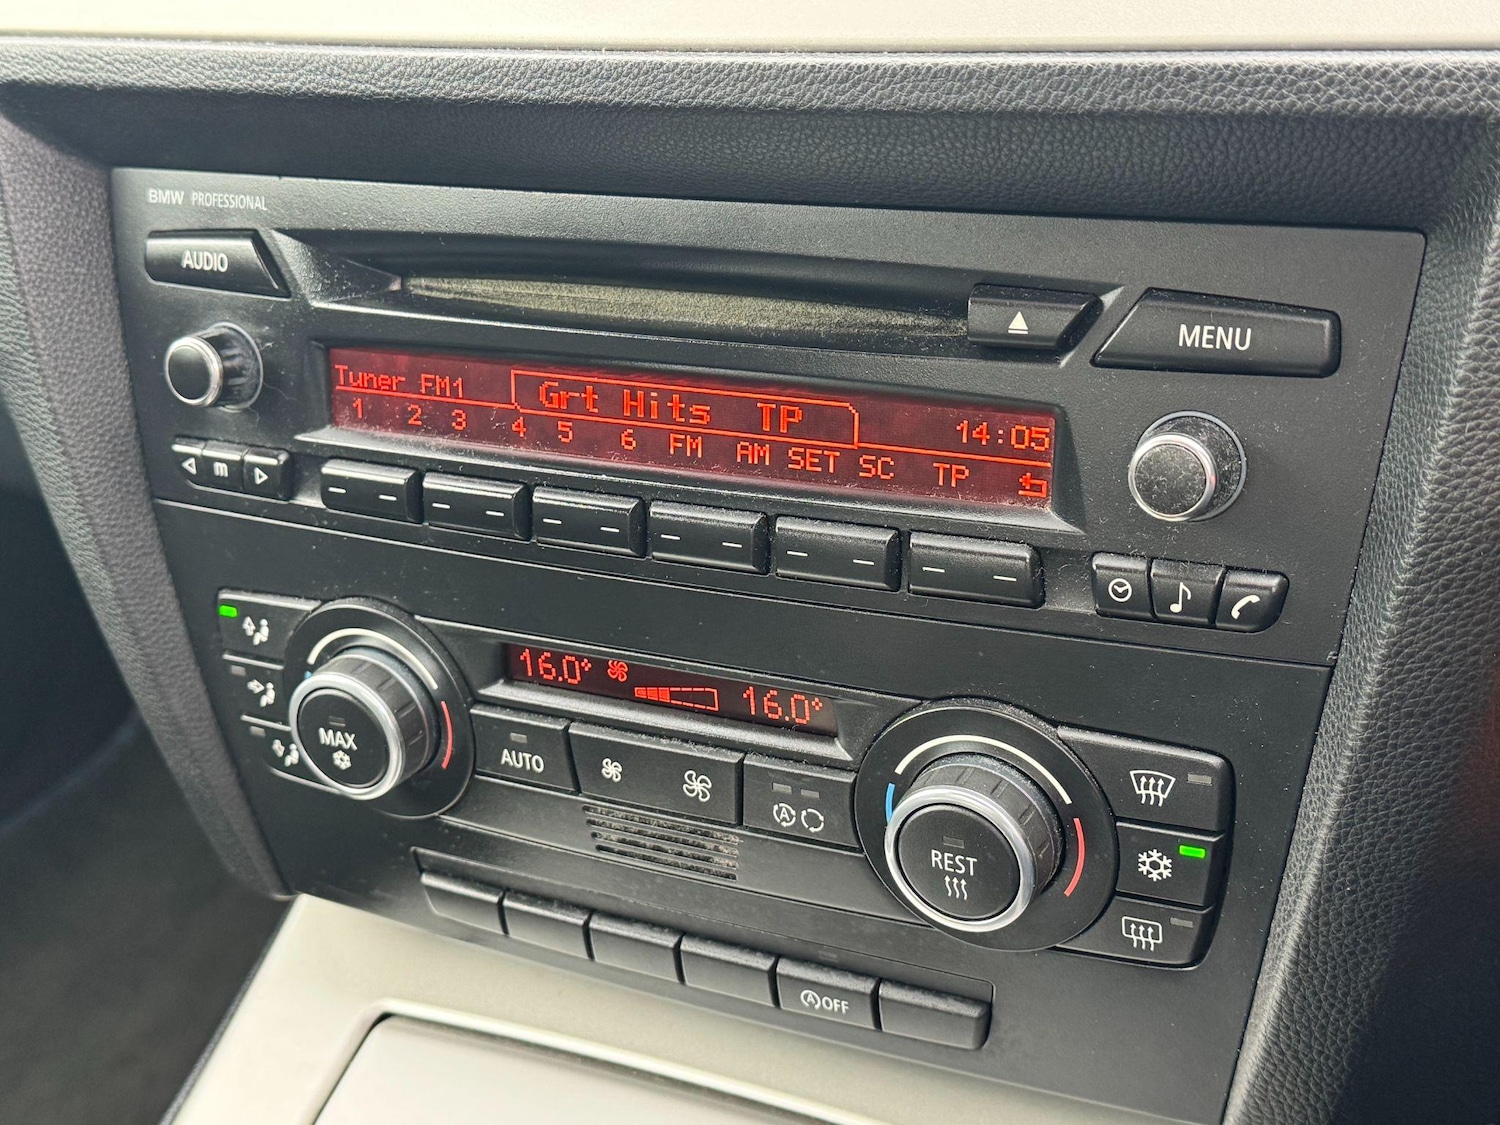 BMW PROFESSIONAL
AUDIO
MENU
Tuner FM1 Grt Hits TP 14:05
1 2 3 4 5 6 FM AM SET SC TP
m
16.0° 16.0°
MAX
AUTO
A
REST
A OFF